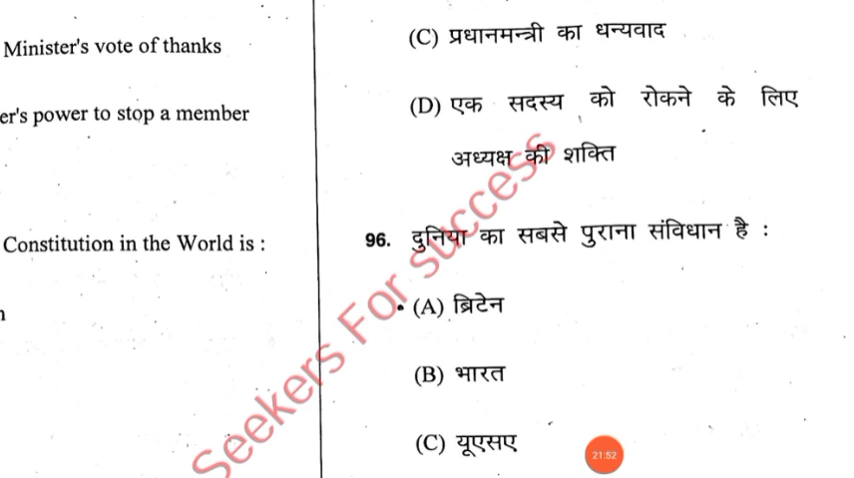 Minister's vote of thanks
er's power to stop a member
Constitution in the World is :
n
(C) प्रधानमन्त्री का धन्यवाद
(D) एक सदस्य को रोकने के लिए
अध्यक्ष की शक्ति
96. दुनिया का सबसे पुराना संविधान है :
(A) ब्रिटेन
(B) भारत
(C) यूएसए
Seekers For success
21:52